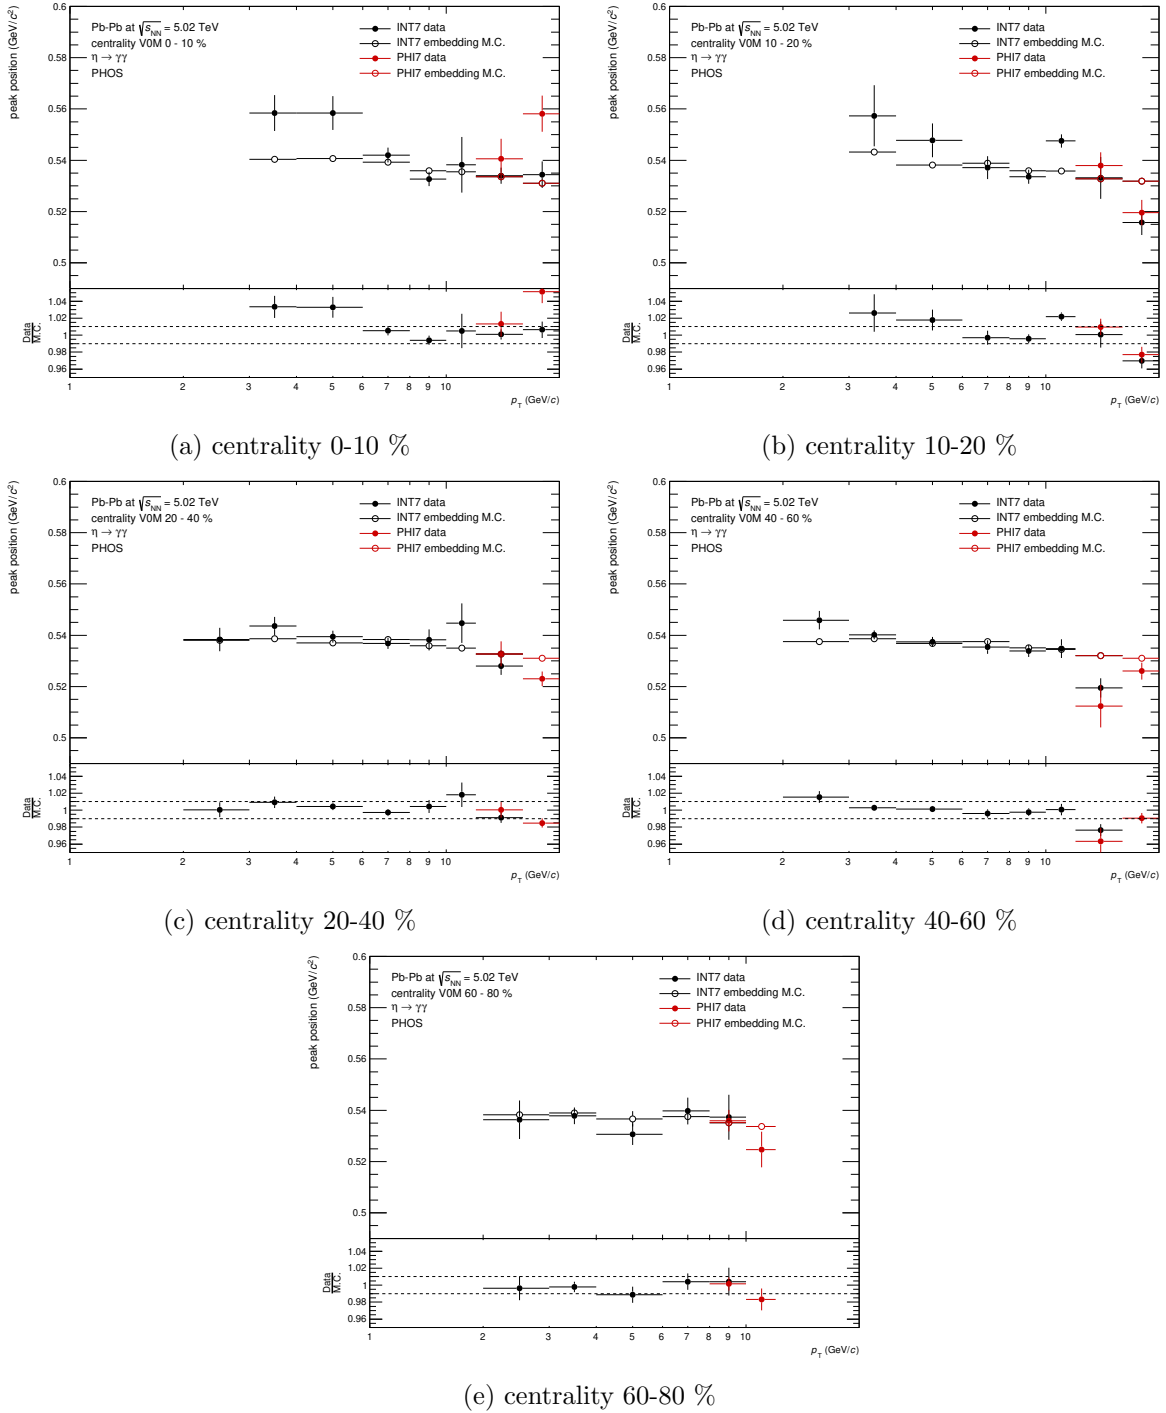 Pb-Pb at √s_NN = 5.02 TeV
centrality V0M 0 - 10 %
η → γγ
PHOS
INT7 data
INT7 embedding M.C.
PHI7 data
PHI7 embedding M.C.
peak position (GeV/c²)
0.6
0.58
0.56
0.54
0.52
0.5
Data
M.C.
1.04
1.02
1
0.98
0.96
1 2 3 4 5 6 7 8 9 10
p_T (GeV/c)
(a) centrality 0-10 %
Pb-Pb at √s_NN = 5.02 TeV
centrality V0M 10 - 20 %
η → γγ
PHOS
INT7 data
INT7 embedding M.C.
PHI7 data
PHI7 embedding M.C.
peak position (GeV/c²)
0.6
0.58
0.56
0.54
0.52
0.5
Data
M.C.
1.04
1.02
1
0.98
0.96
1 2 3 4 5 6 7 8 9 10
p_T (GeV/c)
(b) centrality 10-20 %
Pb-Pb at √s_NN = 5.02 TeV
centrality V0M 20 - 40 %
η → γγ
PHOS
INT7 data
INT7 embedding M.C.
PHI7 data
PHI7 embedding M.C.
peak position (GeV/c²)
0.6
0.58
0.56
0.54
0.52
0.5
Data
M.C.
1.04
1.02
1
0.98
0.96
1 2 3 4 5 6 7 8 9 10
p_T (GeV/c)
(c) centrality 20-40 %
Pb-Pb at √s_NN = 5.02 TeV
centrality V0M 40 - 60 %
η → γγ
PHOS
INT7 data
INT7 embedding M.C.
PHI7 data
PHI7 embedding M.C.
peak position (GeV/c²)
0.6
0.58
0.56
0.54
0.52
0.5
Data
M.C.
1.04
1.02
1
0.98
0.96
1 2 3 4 5 6 7 8 9 10
p_T (GeV/c)
(d) centrality 40-60 %
Pb-Pb at √s_NN = 5.02 TeV
centrality V0M 60 - 80 %
η → γγ
PHOS
INT7 data
INT7 embedding M.C.
PHI7 data
PHI7 embedding M.C.
peak position (GeV/c²)
0.6
0.58
0.56
0.54
0.52
0.5
Data
M.C.
1.04
1.02
1
0.98
0.96
1 2 3 4 5 6 7 8 9 10
p_T (GeV/c)
(e) centrality 60-80 %